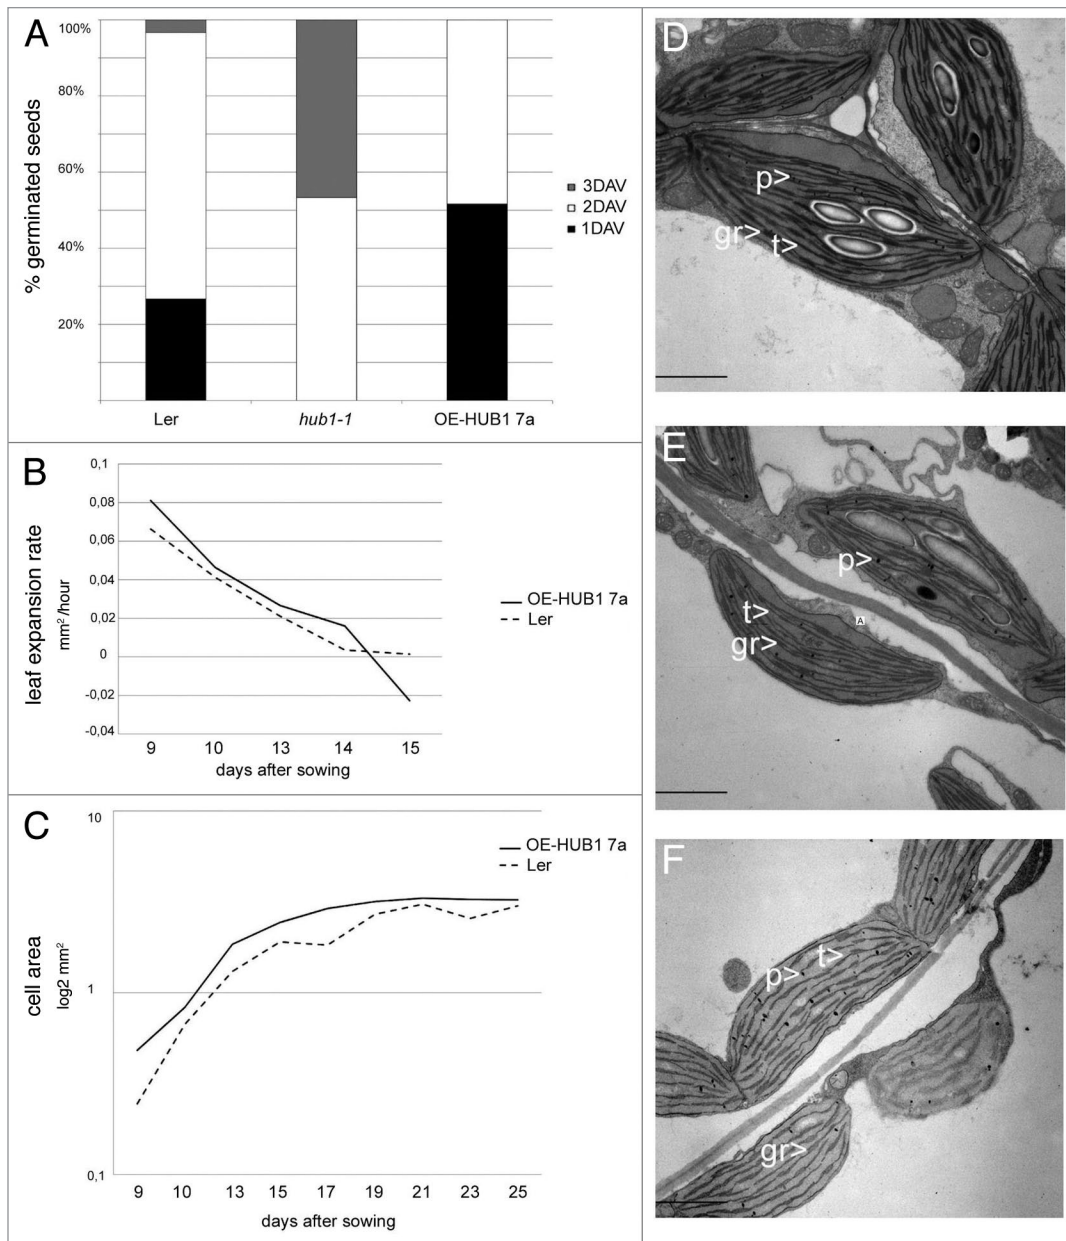 A
100%
80%
60%
40%
20%
% germinated seeds
3DAV
2DAV
1DAV
Ler
hub1-1
OE-HUB1 7a
B
0,1
0,08
0,06
0,04
0,02
0
-0,02
-0,04
leaf expansion rate
mm²/hour
OE-HUB1 7a
Ler
9 10 13 14 15
days after sowing
C
10
1
0,1
cell area
log2 mm²
OE-HUB1 7a
Ler
9 10 13 15 17 19 21 23 25
days after sowing
D
p>
gr> t>
E
p>
t>
gr>
A
F
t>
p>
gr>